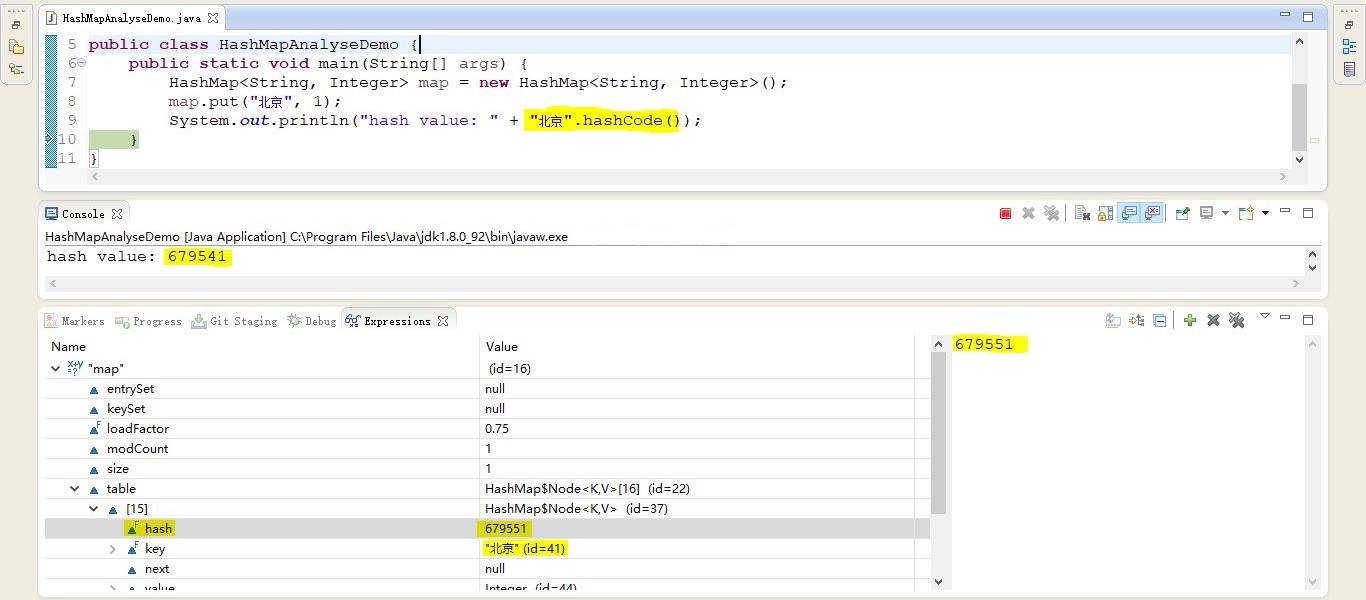 HashMapAnalyseDemo.java
5 public class HashMapAnalyseDemo {
6 public static void main(String[] args) {
7 HashMap<String, Integer> map = new HashMap<String, Integer>();
8 map.put("北京", 1);
9 System.out.println("hash value: " + "北京".hashCode());
10 }
11 }
Console
HashMapAnalyseDemo [Java Application] C:\Program Files\Java\jdk1.8.0_92\bin\javaw.exe
hash value: 679541
Markers Progress Git Staging Debug Expressions
Name Value
"map" (id=16)
entrySet null
keySet null
loadFactor 0.75
modCount 1
size 1
table HashMap$Node<K,V>[16] (id=22)
[15] HashMap$Node<K,V> (id=37)
hash 679551
key "北京" (id=41)
next null
value Integer (id=44)
679551